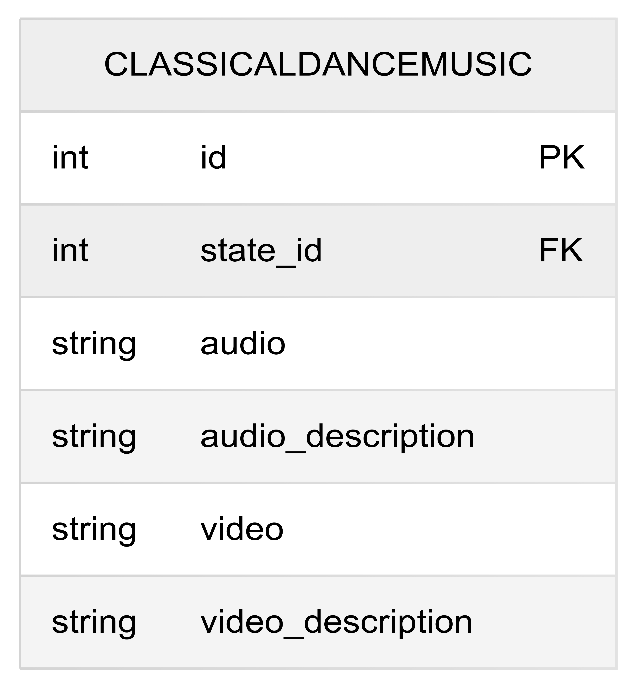 CLASSICALDANCEMUSIC
int id PK
int state_id FK
string audio
string audio_description
string video
string video_description